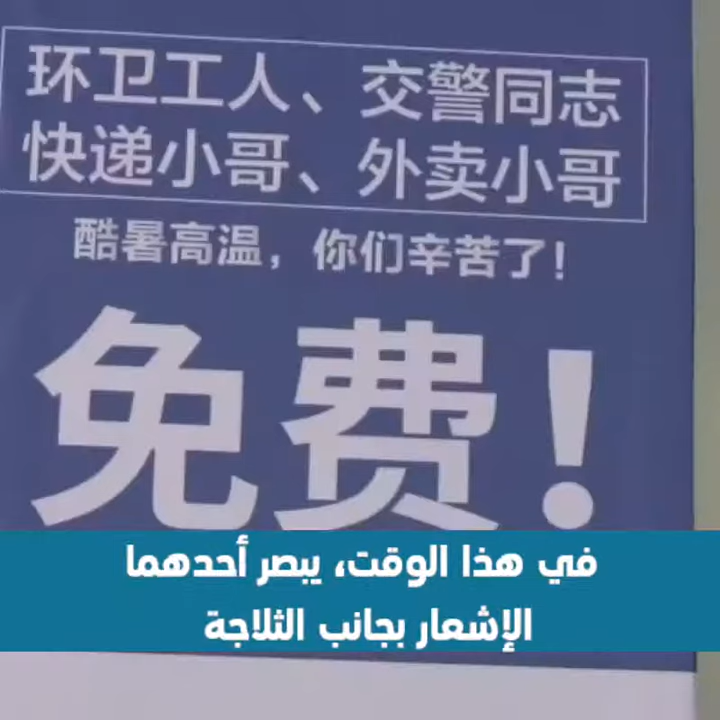 环卫工人、交警同志
快递小哥、外卖小哥
酷暑高温，你们辛苦了！
免费！
في هذا الوقت، يبصر أحدهما
الإشعار بجانب الثلاجة